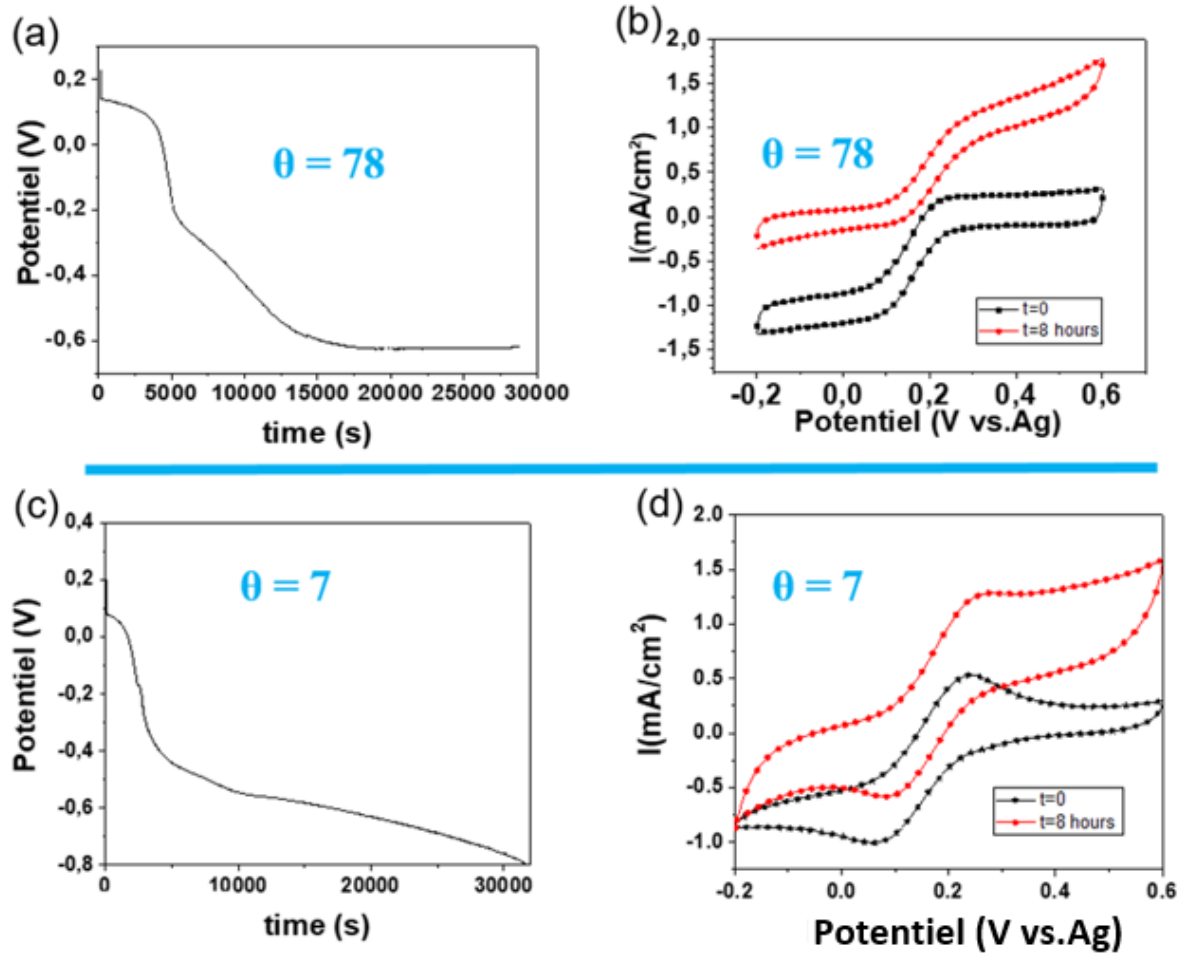 (a)
Potentiel (V)
0,2
0,0
-0,2
-0,4
-0,6
θ = 78
0 5000 10000 15000 20000 25000 30000
time (s)
(b)
I(mA/cm²)
2,0
1,5
1,0
0,5
0,0
-0,5
-1,0
-1,5
θ = 78
t=0
t=8 hours
-0,2 0,0 0,2 0,4 0,6
Potentiel (V vs.Ag)
(c)
Potentiel (V)
0,4
0,2
0,0
-0,2
-0,4
-0,6
-0,8
θ = 7
0 10000 20000 30000
time (s)
(d)
I(mA/cm²)
2.0
1.5
1.0
0.5
0.0
-0.5
-1.0
θ = 7
t=0
t=8 hours
-0.2 0.0 0.2 0.4 0.6
Potentiel (V vs.Ag)